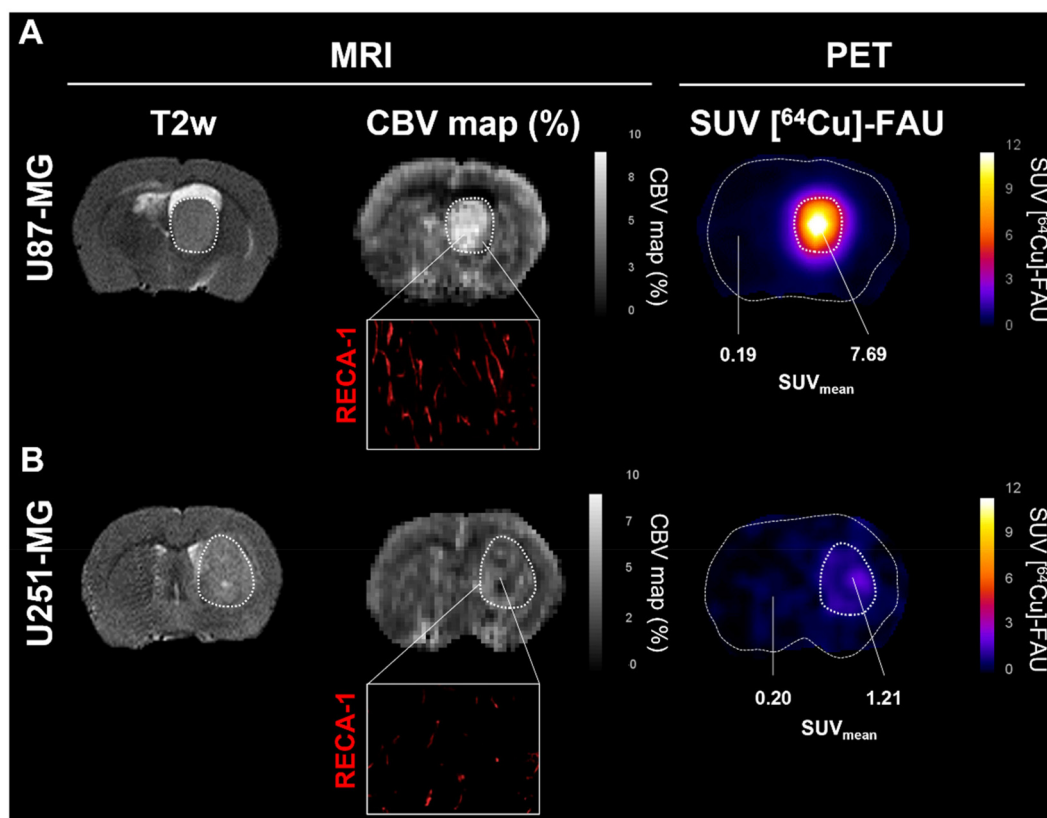 A
MRI
PET
T2w
CBV map (%)
SUV [⁶⁴Cu]-FAU
U87-MG
10
8
5
3
0
CBV map (%)
12
9
6
3
0
SUV [⁶⁴Cu]-FAU
RECA-1
0.19
7.69
SUVmean
B
U251-MG
10
7
5
2
0
CBV map (%)
12
9
6
3
0
SUV [⁶⁴Cu]-FAU
RECA-1
0.20
1.21
SUVmean